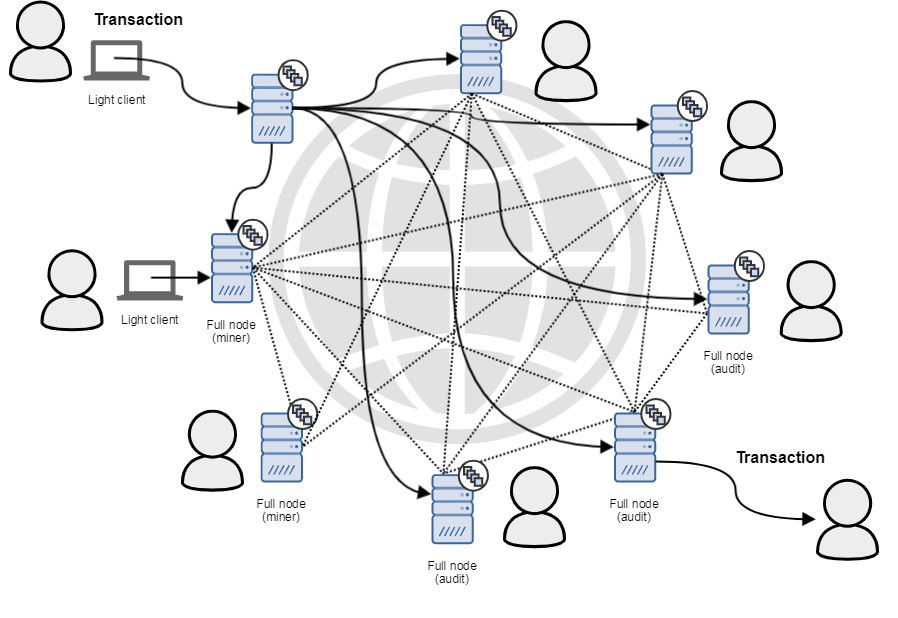 Transaction
Light client
Light client
Full node
(miner)
Full node
(audit)
Transaction
Full node
(miner)
Full node
(audit)
Full node
(audit)